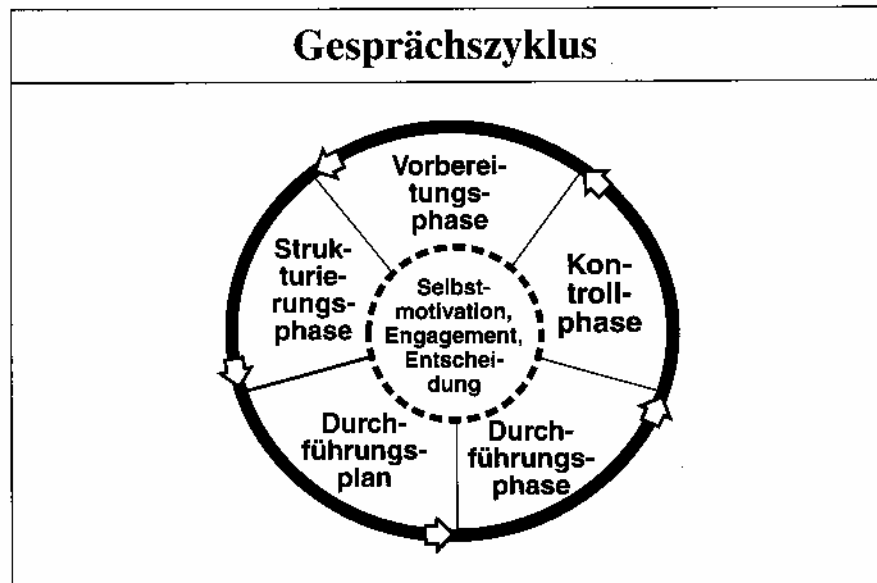 Gesprächszyklus
Vorberei-
tungs-
phase
Struk-
turie-
rungs-
phase
Durch-
führungs-
plan
Durch-
führungs-
phase
Kon-
troll-
phase
Selbst-
motivation,
Engagement,
Entschei-
dung